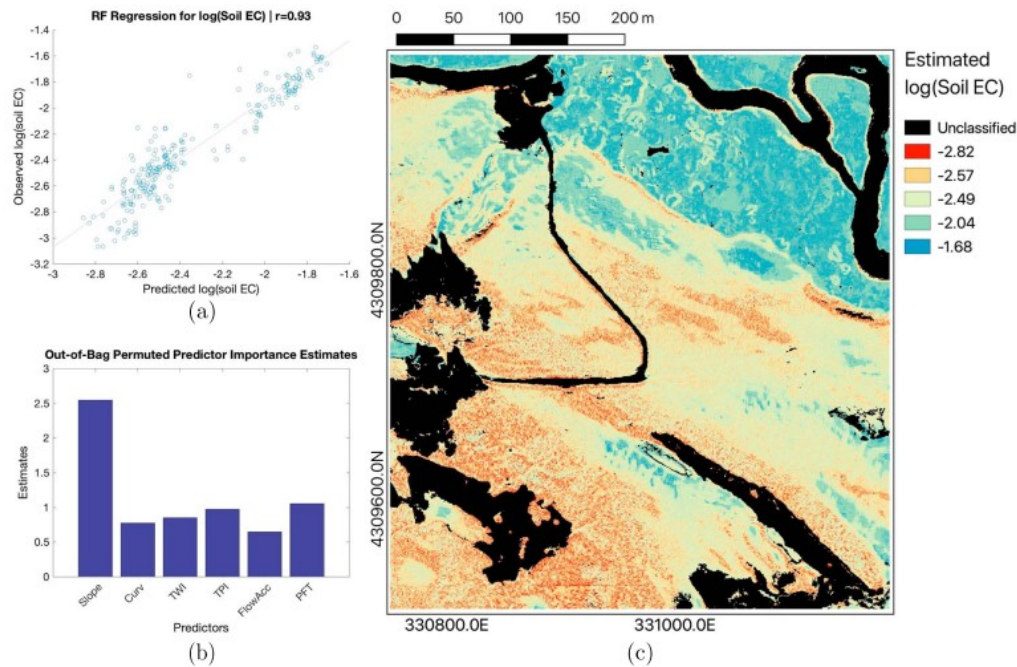 RF Regression for log(Soil EC) | r=0.93
-1.4
-1.6
-1.8
-2
-2.2
-2.4
-2.6
-2.8
-3
-3.2
Observed log(soil EC)
-3
-2.8
-2.6
-2.4
-2.2
-2
-1.8
-1.6
Predicted log(soil EC)
(a)
Out-of-Bag Permuted Predictor Importance Estimates
3
2.5
2
1.5
1
0.5
0
Estimates
Slope
Curv
TWI
TPI
FlowAcc
PFT
Predictors
(b)
0
50
100
150
200 m
4309800.0N
4309600.0N
330800.0E
331000.0E
(c)
Estimated
log(Soil EC)
Unclassified
-2.82
-2.57
-2.49
-2.04
-1.68